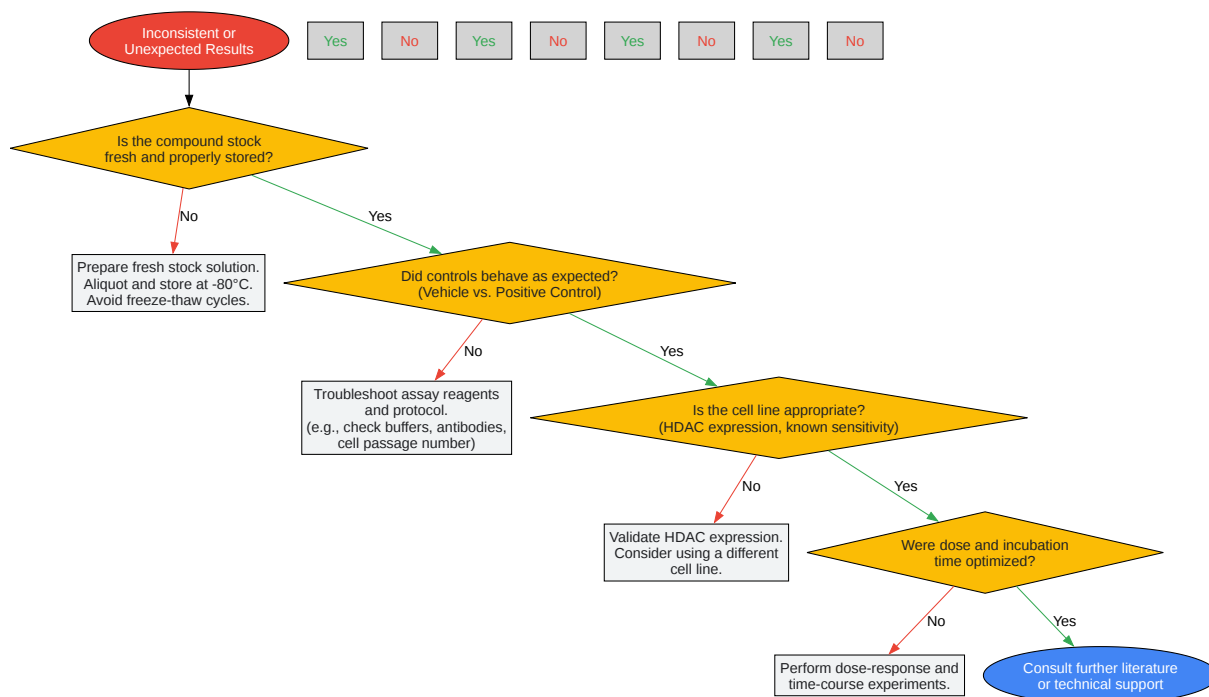 Inconsistent or
Unexpected Results
Yes
No
Yes
No
Yes
No
Yes
No
Is the compound stock
fresh and properly stored?
No
Yes
Prepare fresh stock solution.
Aliquot and store at -80°C.
Avoid freeze-thaw cycles.
Did controls behave as expected?
(Vehicle vs. Positive Control)
No
Yes
Troubleshoot assay reagents
and protocol.
(e.g., check buffers, antibodies,
cell passage number)
Is the cell line appropriate?
(HDAC expression, known sensitivity)
No
Yes
Validate HDAC expression.
Consider using a different
cell line.
Were dose and incubation
time optimized?
No
Yes
Perform dose-response and
time-course experiments.
Consult further literature
or technical support